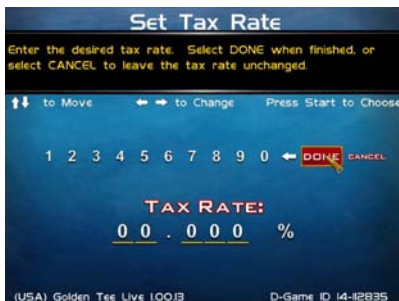 Set Tax Rate
Enter the desired tax rate. Select DONE when finished, or
select CANCEL to leave the tax rate unchanged.
↑↓ to Move ← → to Change Press Start to Choose
1 2 3 4 5 6 7 8 9 0 ← DONE CANCEL
TAX RATE:
00.000 %
(USA) Golden Tee Live 1.00.13 D-Game ID 14-112835